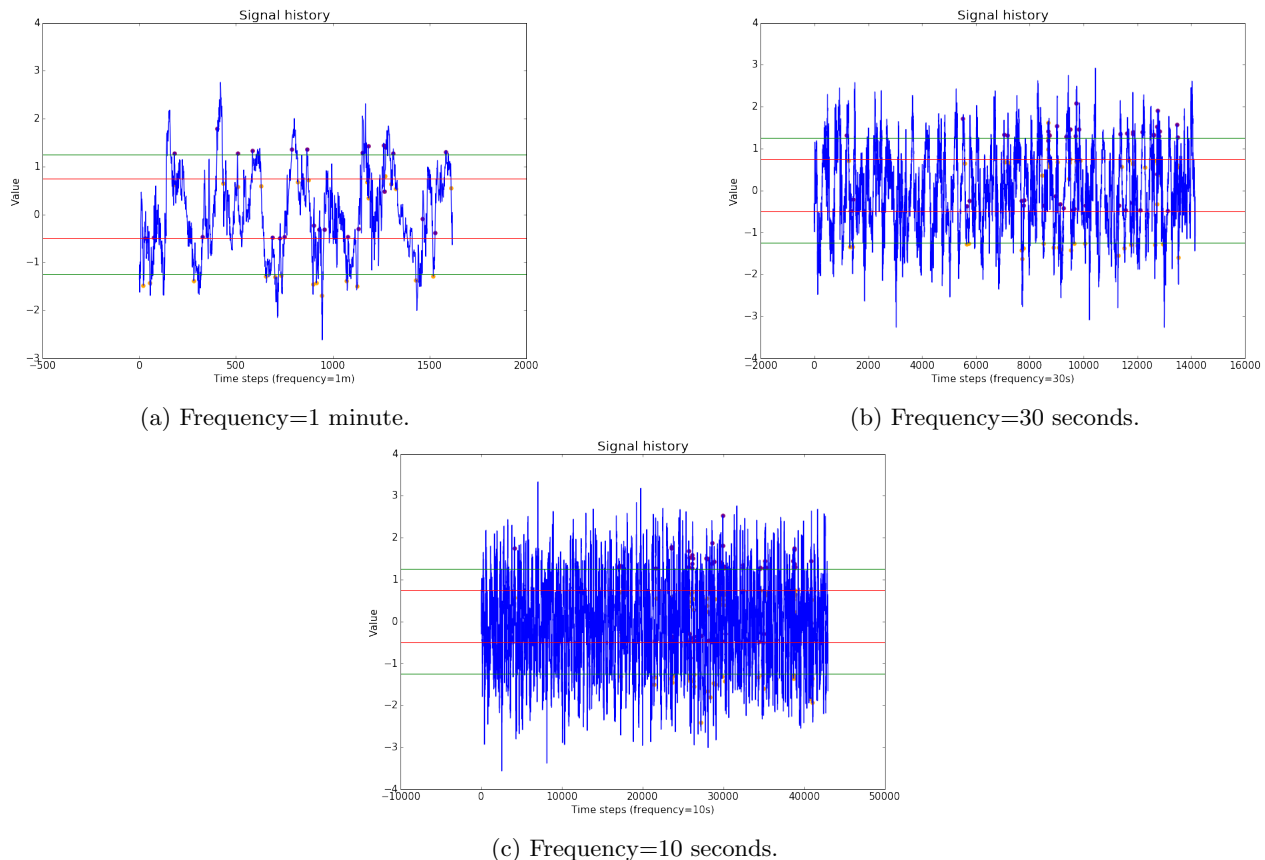 Signal history
4
3
2
1
0
−1
−2
−3
Value
−500 0 500 1000 1500 2000
Time steps (frequency=1m)
(a) Frequency=1 minute.
Signal history
4
3
2
1
0
−1
−2
−3
−4
Value
−2000 0 2000 4000 6000 8000 10000 12000 14000 16000
Time steps (frequency=30s)
(b) Frequency=30 seconds.
Signal history
4
3
2
1
0
−1
−2
−3
−4
Value
−10000 0 10000 20000 30000 40000 50000
Time steps (frequency=10s)
(c) Frequency=10 seconds.